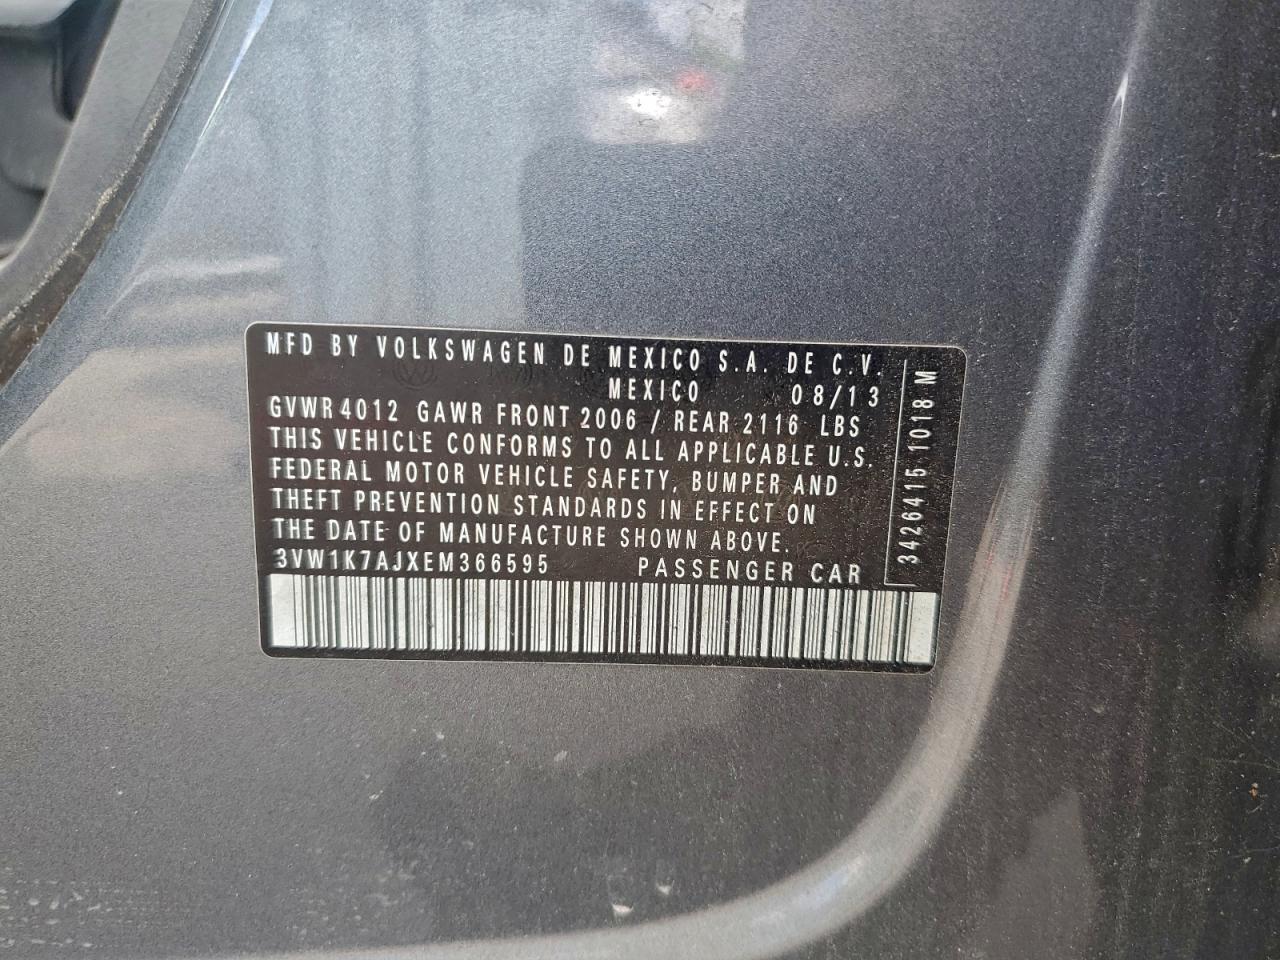 MFD BY VOLKSWAGEN DE MEXICO S.A. DE C.V.
MEXICO 08/13
GVWR 4012 GAWR FRONT 2006 / REAR 2116 LBS
THIS VEHICLE CONFORMS TO ALL APPLICABLE U.S.
FEDERAL MOTOR VEHICLE SAFETY, BUMPER AND
THEFT PREVENTION STANDARDS IN EFFECT ON
THE DATE OF MANUFACTURE SHOWN ABOVE.
3VW1K7AJXEM366595 PASSENGER CAR
3426415 1018 M